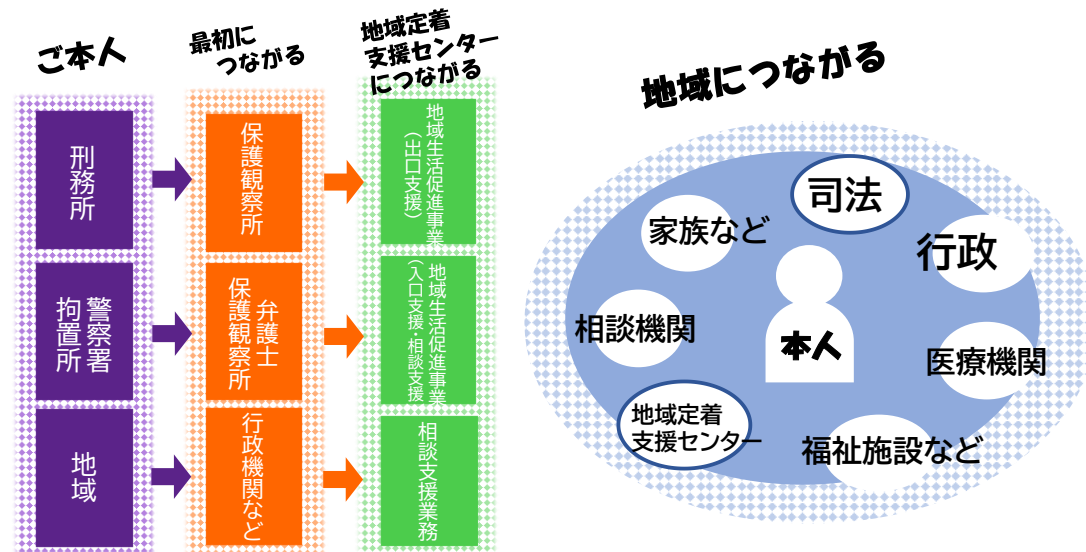 ご本人
最初に
つながる
地域定着
支援センター
につながる
刑務所
保護観察所
地域生活促進事業
（出口支援）
警察署
拘置所
弁護士
保護観察所
地域生活促進事業
（入口支援・相談支援
地域
行政機関など
相談支援業務
地域につながる
司法
家族など
行政
相談機関
本人
医療機関
地域定着
支援センター
福祉施設など